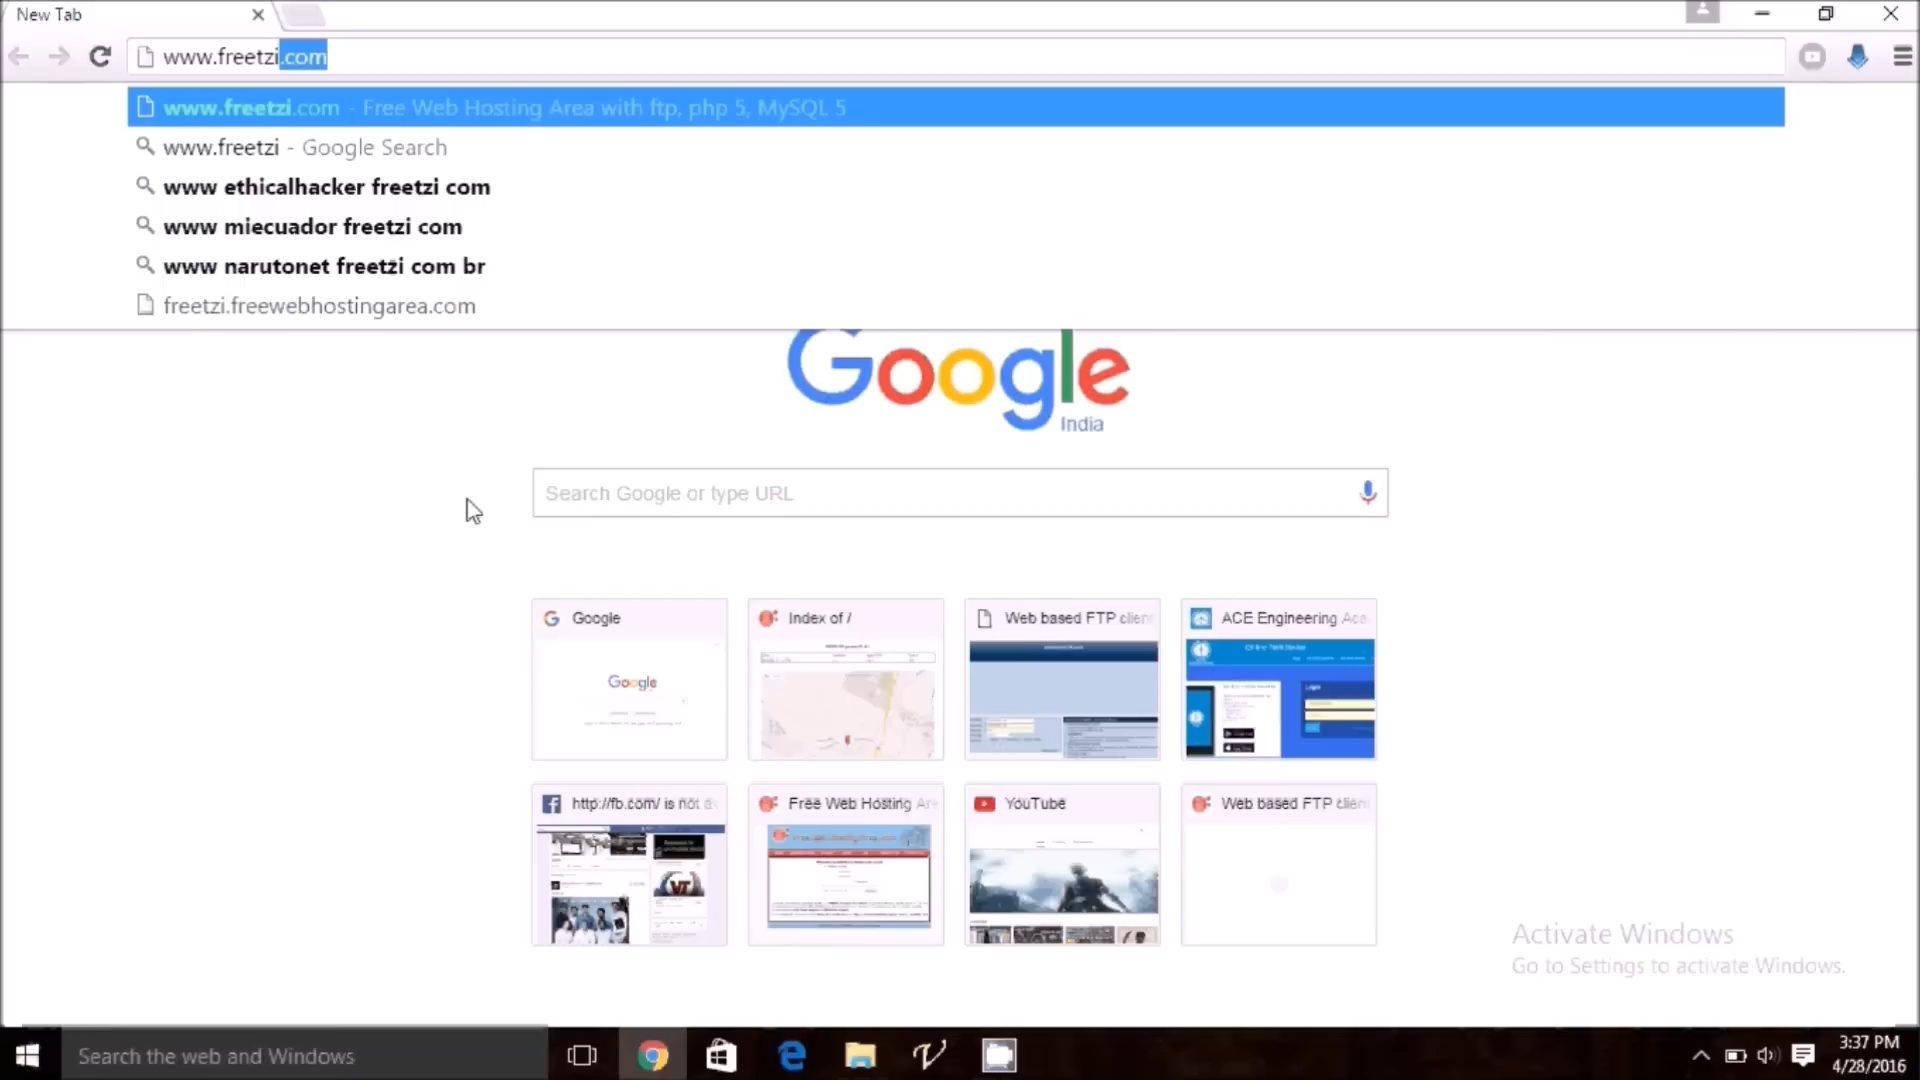 New Tab
www.freetzi.com
www.freetzi.com - Free Web Hosting Area with ftp, php 5, MySQL 5
www.freetzi - Google Search
www ethicalhacker freetzi com
www miecuador freetzi com
www narutonet freetzi com br
freetzi.freewebhostingarea.com
Google
India
Search Google or type URL
Google
Index of /
Web based FTP clien
ACE Engineering Aca
Google
Login
http://fb.com/ is not av
Free Web Hosting Are
YouTube
Web based FTP clien
Activate Windows
Go to Settings to activate Windows.
Search the web and Windows
3:37 PM
4/28/2016